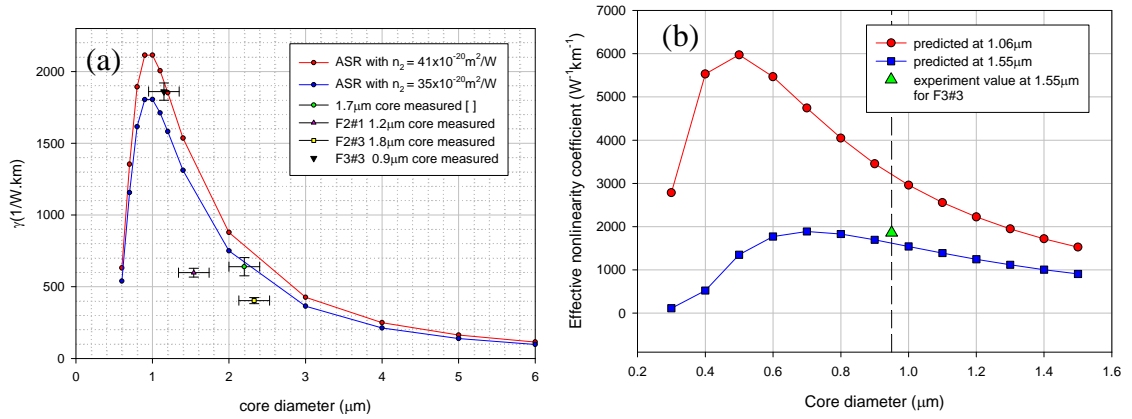 (a)
γ(1/W.km)
2000
1500
1000
500
0
ASR with n2 = 41x10-20m2/W
ASR with n2 = 35x10-20m2/W
1.7μm core measured [ ]
F2#1 1.2μm core measured
F2#3 1.8μm core measured
F3#3 0.9μm core measured
0 1 2 3 4 5 6
core diameter (μm)
(b)
Effective nonlinearity coefficient (W-1km-1)
7000
6000
5000
4000
3000
2000
1000
0
predicted at 1.06μm
predicted at 1.55μm
experiment value at 1.55μm
for F3#3
0.2 0.4 0.6 0.8 1.0 1.2 1.4 1.6
Core diameter (μm)